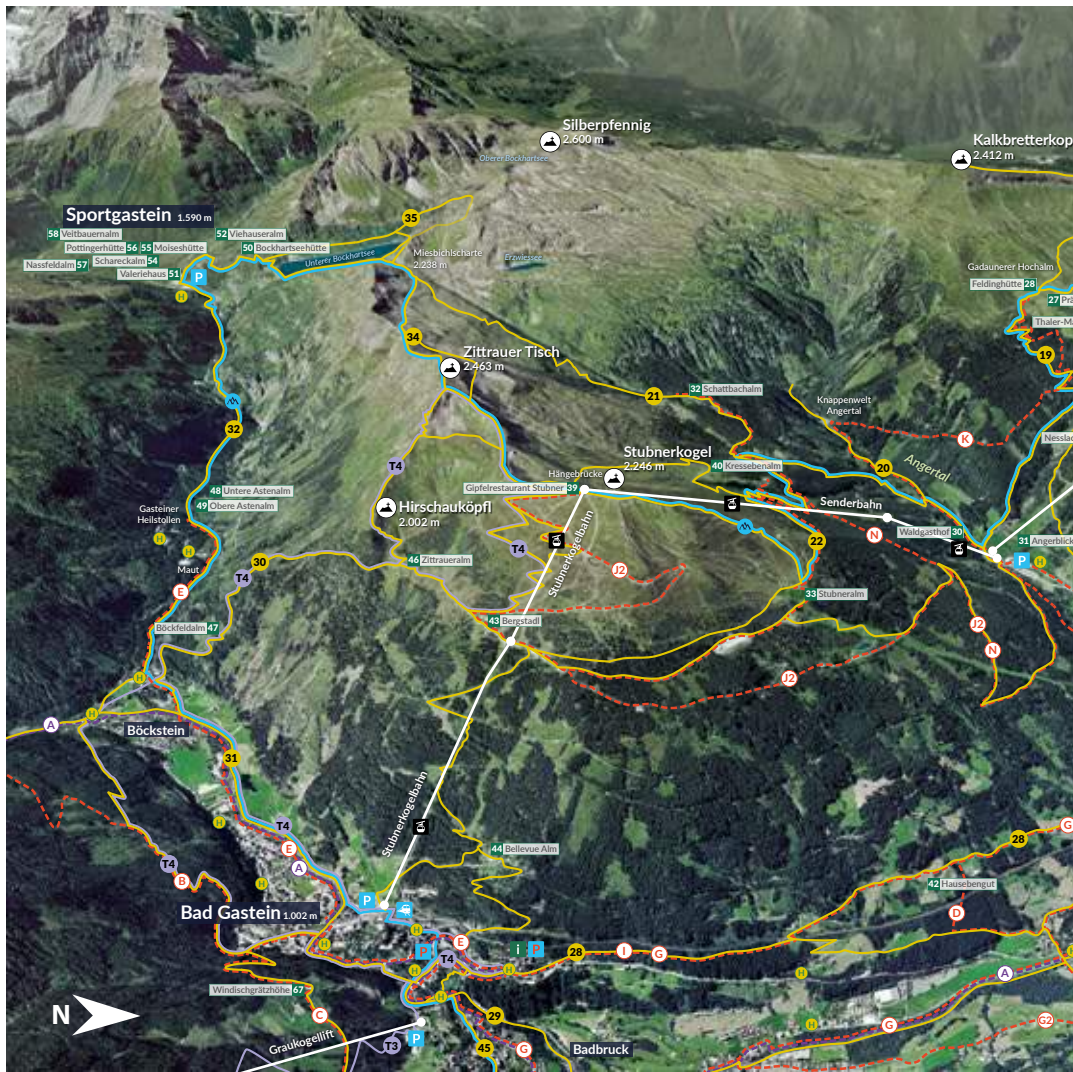 Silberpfennig
2.600 m
Oberer Bockhartsee
Kalkbretterkop
2.412 m
Sportgastein 1.590 m
58 Veitbauernalm
52 Viehauseralm
Pottingerhütte 56 55 Moiseshütte
50 Bockhartseehütte
Schareckalm 54
Nassfeldalm 57
Valeriehaus 51
P
H
35
Unterer Bockhartsee
Miesbichlscharte
2.238 m
Erzwiessee
Gadaunerer Hochalm
Feldinghütte 28
27 Prä
Thaler-Ma
19
34
Zittrauer Tisch
2.463 m
21
32 Schattbachalm
Knappenwelt
Angertal
K
Nesslac
32
T4
Stubnerkogel
2.246 m
Hängebrücke
Gipfelrestaurant Stubner 39
40 Kressebenalm
20
Angertal
Senderbahn
48 Untere Astenalm
49 Obere Astenalm
Gasteiner
Heilstollen
H
H
Maut
Hirschauköpfl
2.002 m
Stubnerkogelbahn
T4
N
22
Waldgasthof 30
31 Angerblick
P
H
30
T4
46 Zittraueralm
J2
E
33 Stubneralm
Böckfeldalm 47
43 Bergstadl
J2
N
J2
H
H
A
Böckstein
31
Stubnerkogelbahn
T4
H
E
A
T4
B
44 Bellevue Alm
28
G
42 Hausebengut
D
H
P
Bad Gastein 1.002 m
H
H
E
T4
P
i P
H
28
I
G
H
A
H
H
Windischgrätzhöhe 67
C
H
29
G
H
G
G2
N
Graukogellift
P
T3
45
Badbruck